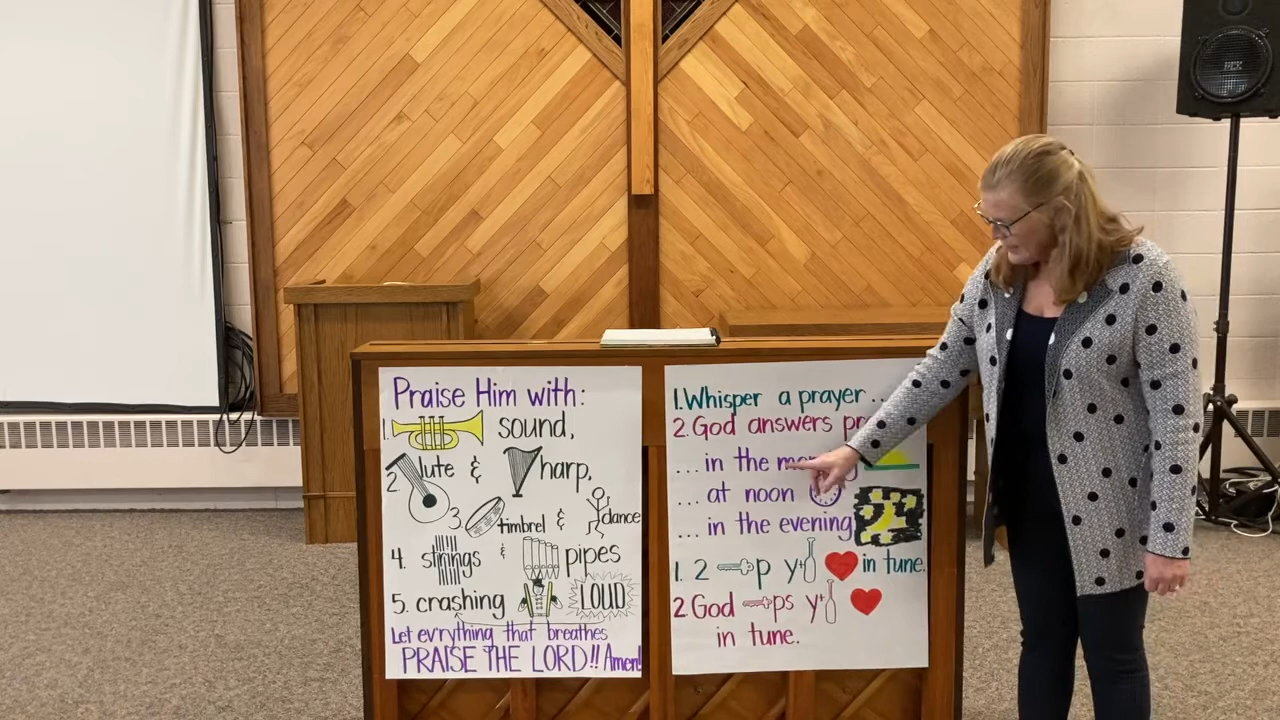 Praise Him with:
1. sound,
2. lute & harp,
3. timbrel & dance
4. strings & pipes
5. crashing LOUD
Let ev'rything that breathes
PRAISE THE LORD!! Amen!
1. Whisper a prayer ..
2. God answers
... in the
... at noon
... in the evening
1. 2 p y+ in tune.
2 God ps y+
in tune.